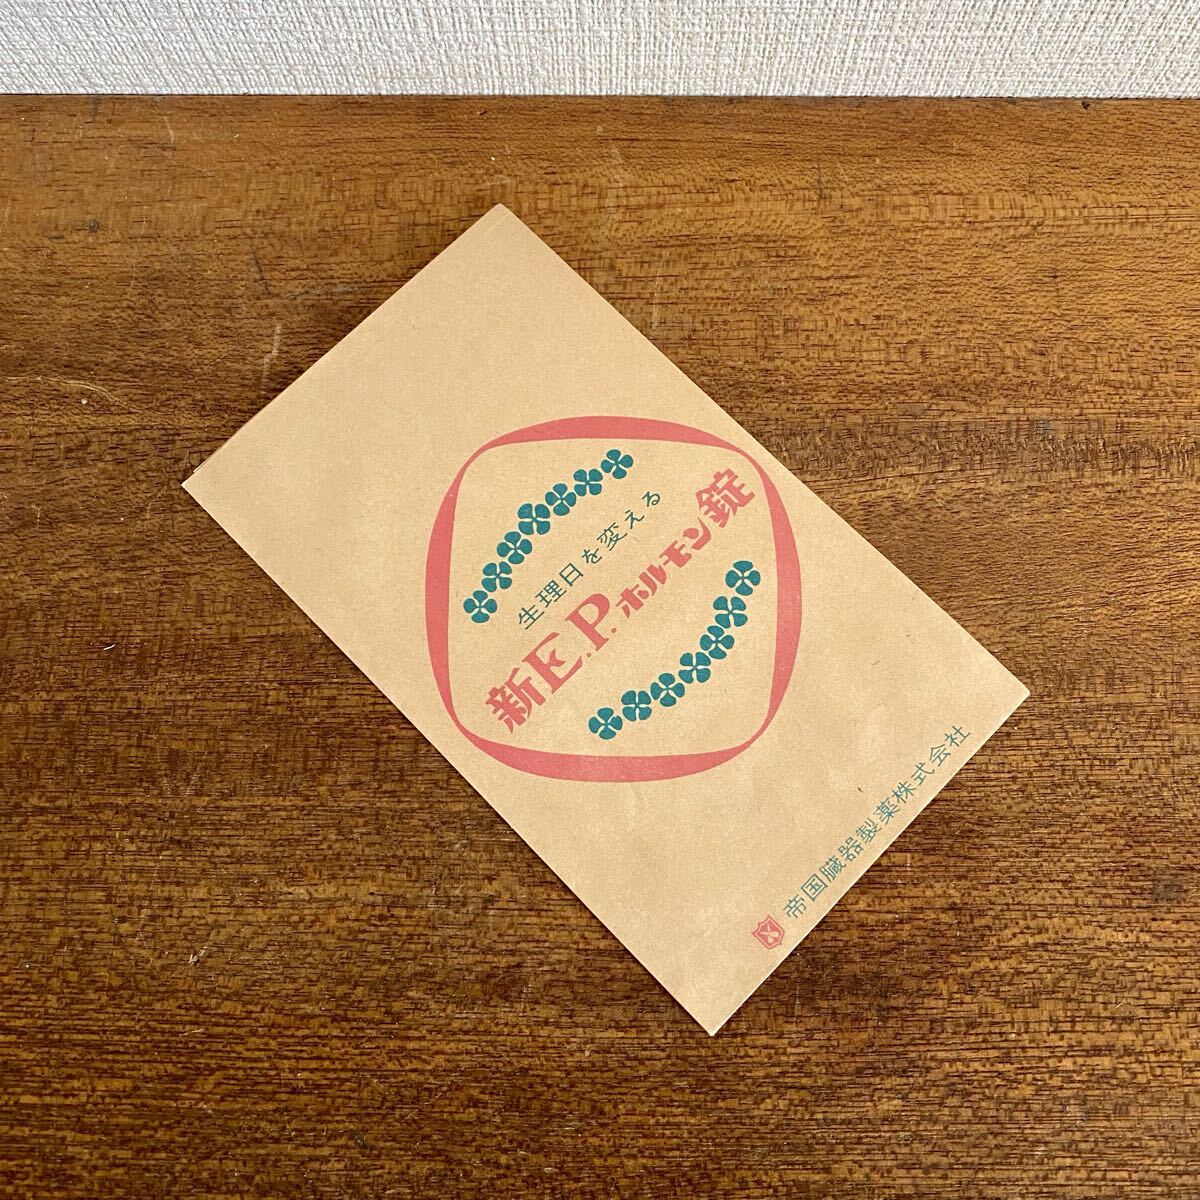 生理日を変える
新E.P.ホルモン錠
帝国臓器製薬株式会社